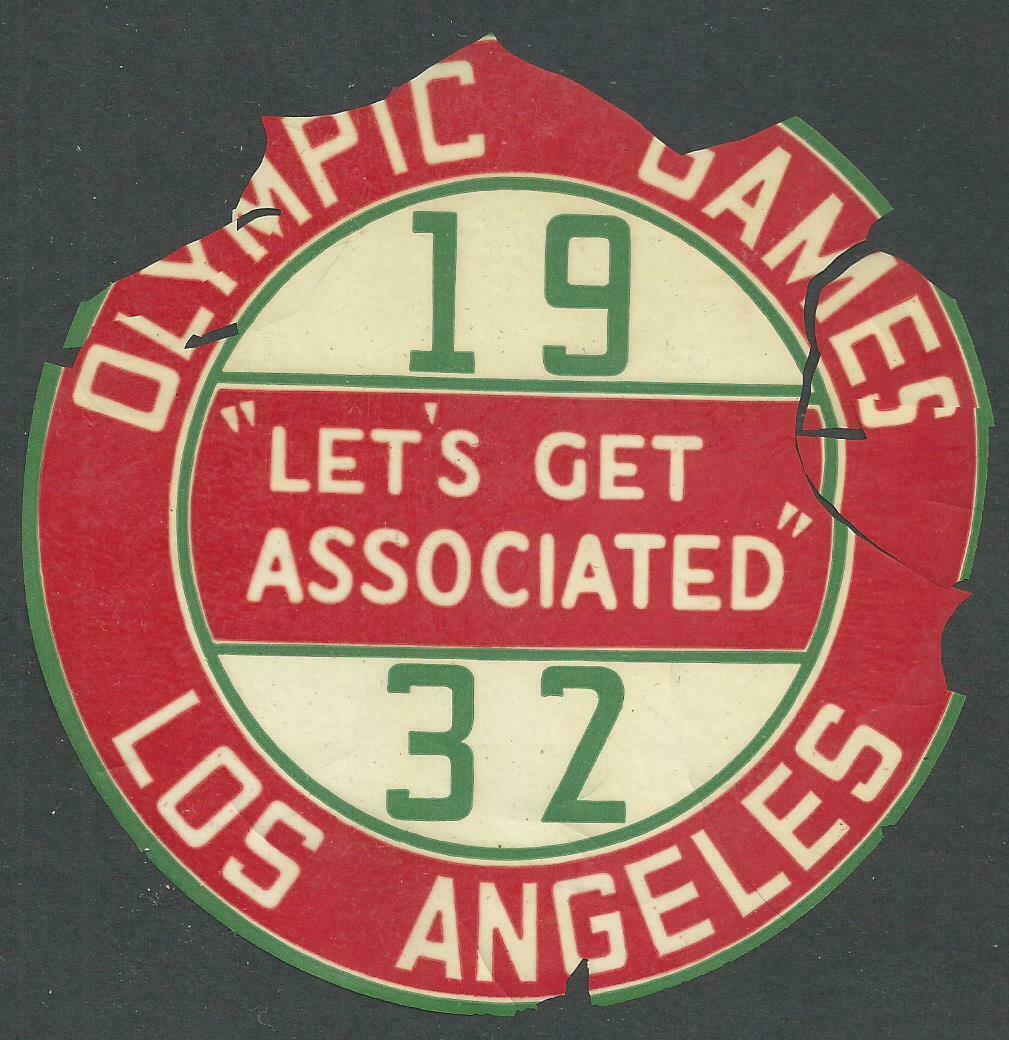 OLYMPIC GAMES
19
"LET'S GET
ASSOCIATED"
32
LOS ANGELES